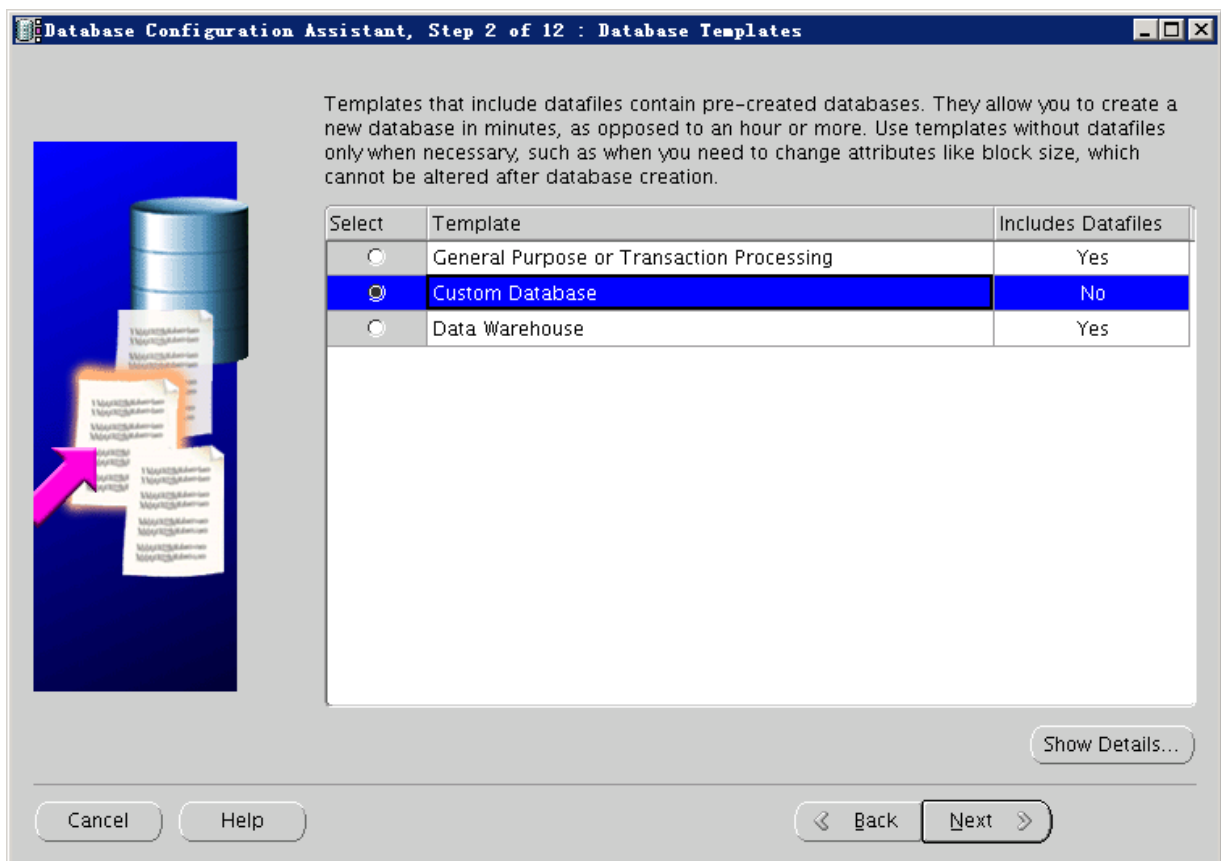 Database Configuration Assistant, Step 2 of 12 : Database Templates
Templates that include datafiles contain pre-created databases. They allow you to create a
new database in minutes, as opposed to an hour or more. Use templates without datafiles
only when necessary, such as when you need to change attributes like block size, which
cannot be altered after database creation.
Select Template Includes Datafiles
General Purpose or Transaction Processing Yes
Custom Database No
Data Warehouse Yes
Show Details...
Cancel Help Back Next